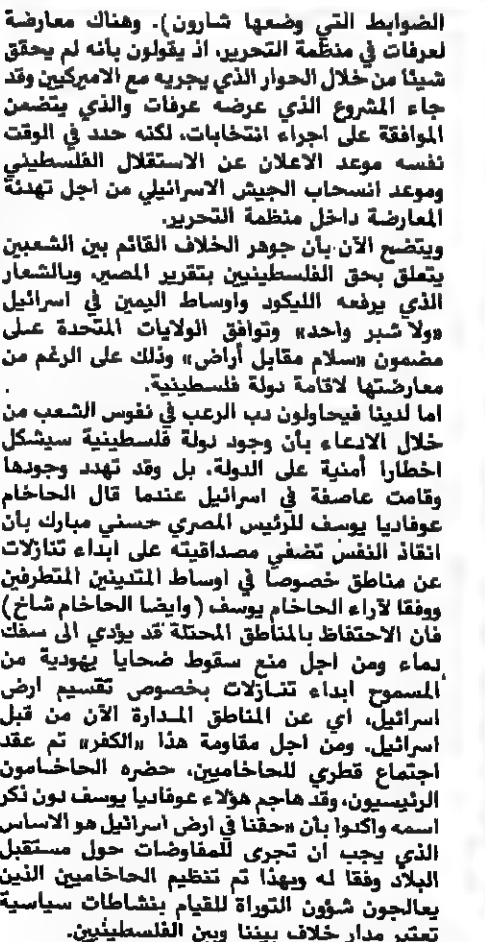 الضوابط التي وضعها شارون). وهناك معارضة
لعرفات في منظمة التحرير. اذ يقولون بأنه لم يحقق
شيئا من خلال الحوار الذي يجريه مع الاميركيين وقد
جاء المشروع الذي عرضه عرفات والذي يتضمن
الموافقة على اجراء انتخابات، لكنه حدد في الوقت
نفسه موعد الاعلان عن الاستقلال الفلسطيني
وموعد انسحاب الجيش الاسرائيلي من اجل تهدئة
المعارضة داخل منظمة التحرير.
ويتضح الآن بأن جوهر الخلاف القائم بين الشعبين
يتعلق بحق الفلسطينيين بتقرير المصير، وبالشعار
الذي يرفعه الليكود واوساط اليمين في اسرائيل
«ولا شبر واحد» وتوافق الولايات المتحدة على
مضمون «سلام مقابل أراض» وذلك على الرغم من
معارضتها لاقامة دولة فلسطينية.
اما لدينا فيحاولون دب الرعب في نفوس الشعب من
خلال الادعاء بأن وجود دولة فلسطينية سيشكل
اخطارا أمنية على الدولة، بل وقد تهدد وجودها
وقامت عاصفة في اسرائيل عندما قال الحاخام
عوفاديا يوسف للرئيس المصري حسني مبارك بأن
انقاذ النفس تضفي مصداقيته على ابداء تنازلات
عن مناطق خصوصا في اوساط المتدينين المتطرفين
ووفقا لآراء الحاخام يوسف (وايضا الحاخام شاخ)
فان الاحتفاظ بالمناطق المحتلة قد يؤدي الى سفك
دماء ومن اجل منع سقوط ضحايا يهودية من
المسموح ابداء تنازلات بخصوص تقسيم ارض
اسرائيل، اي عن المناطق المدارة الآن من قبل
اسرائيل. ومن اجل مقاومة هذا «الكفر» تم عقد
اجتماع قطري للحاخاميين، حضره الحاخامون
الرئيسيون، وقد هاجم هؤلاء عوفاديا يوسف دون ذكر
اسمه واكدوا بأن «حقنا في ارض اسرائيل هو الاساس
الذي يجب ان تجرى للمفاوضات حول مستقبل
البلاد وفقا له وبهذا تم تنظيم الحاخاميين الذين
يعالجون شؤون التوراة للقيام بنشاطات سياسية
تعتبر مدار خلاف بيننا وبين الفلسطينيين.